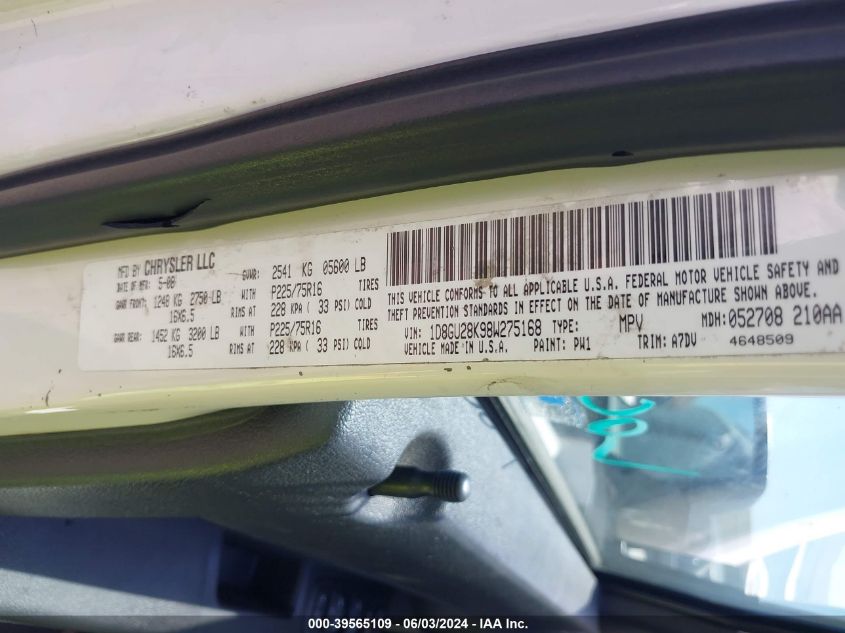 MFD BY CHRYSLER LLC
DATE OF MFR: 5-08 GVWR: 2541 KG 05600 LB
GAWR FRONT: 1248 KG 2750 LB WITH P225/75R16 TIRES
16X6.5 RIMS AT 228 KPA ( 33 PSI) COLD
GAWR REAR: 1452 KG 3200 LB WITH P225/75R16 TIRES
16X6.5 RIMS AT 228 KPA ( 33 PSI) COLD
THIS VEHICLE CONFORMS TO ALL APPLICABLE U.S.A. FEDERAL MOTOR VEHICLE SAFETY AND
THEFT PREVENTION STANDARDS IN EFFECT ON THE DATE OF MANUFACTURE SHOWN ABOVE.
VIN: 1D8GU28K98W275168 TYPE: MPV MDH:052708 210AA
VEHICLE MADE IN U.S.A. PAINT: PW1 TRIM: A7DV 4648509
000-39565109 - 06/03/2024 - IAA Inc.